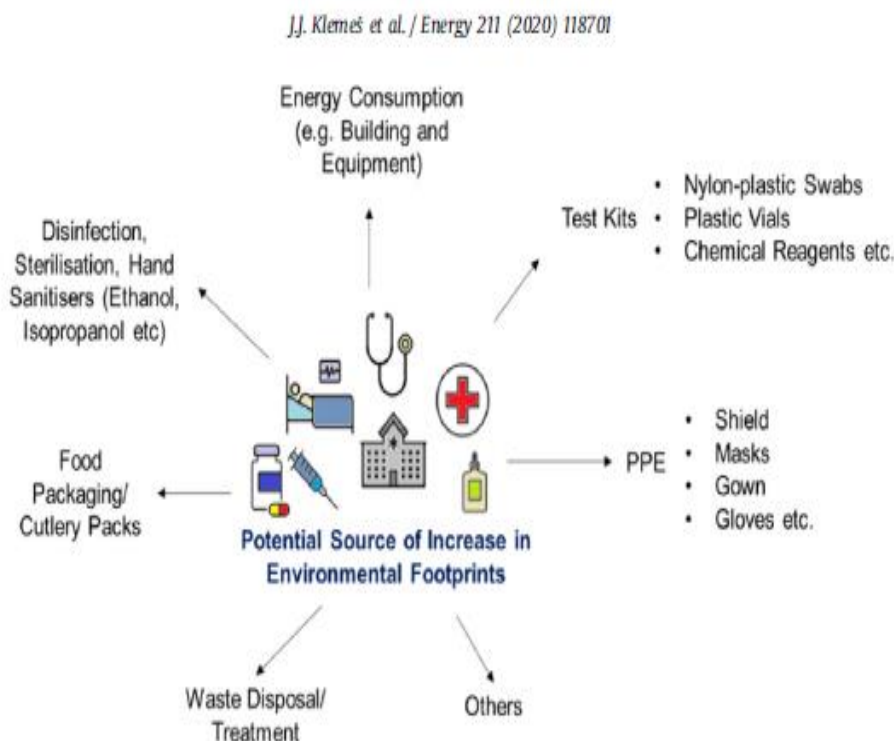 J.J. Klemeš et al. / Energy 211 (2020) 118701
Energy Consumption
(e.g. Building and
Equipment)
Test Kits
• Nylon-plastic Swabs
• Plastic Vials
• Chemical Reagents etc.
Disinfection,
Sterilisation, Hand
Sanitisers (Ethanol,
Isopropanol etc)
PPE
• Shield
• Masks
• Gown
• Gloves etc.
Food
Packaging/
Cutlery Packs
Potential Source of Increase in
Environmental Footprints
Waste Disposal/
Treatment
Others